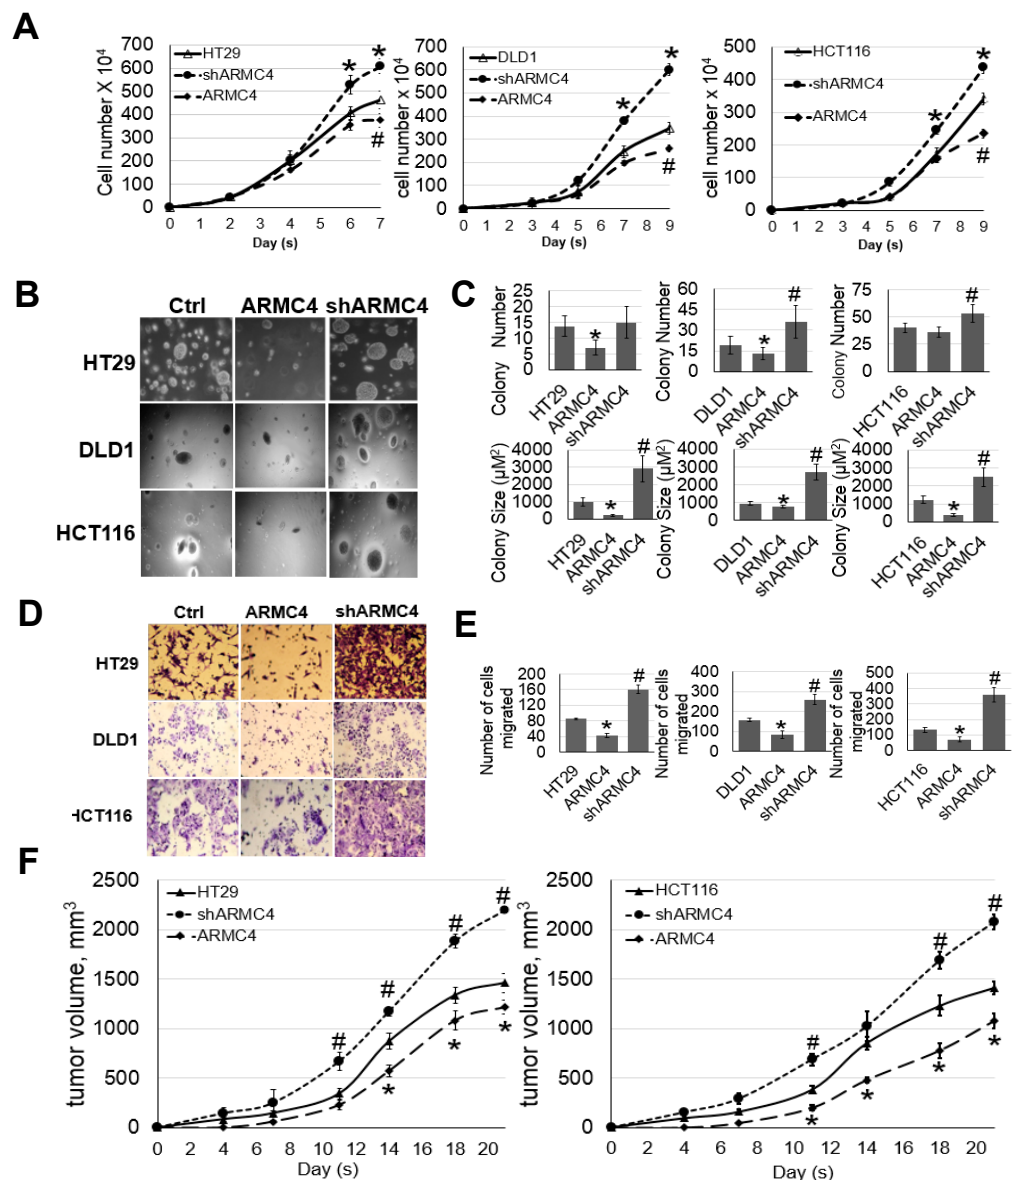 A
700
600
500
400
300
200
100
0
Cell number X 10⁴
HT29
shARMC4
ARMC4
* *
#
0 1 2 3 4 5 6 7
Day (s)
700
600
500
400
300
200
100
0
cell number x 10⁴
DLD1
shARMC4
ARMC4
* *
#
0 1 2 3 4 5 6 7 8 9
Day (s)
500
400
300
200
100
0
cell number x 10⁴
HCT116
shARMC4
ARMC4
* *
#
0 1 2 3 4 5 6 7 8 9
Day (s)
B
Ctrl ARMC4 shARMC4
HT29
DLD1
HCT116
C
Colony Number
25
20
15
10
5
0
*
HT29 ARMC4 shARMC4
Colony Number
60
45
30
15
0
* #
DLD1 ARMC4 shARMC4
Colony Number
75
50
25
0
#
HCT116 ARMC4 shARMC4
Colony Size (µM²)
4000
3000
2000
1000
0
* #
HT29 ARMC4 shARMC4
Colony Size (µM²)
4000
3000
2000
1000
0
* #
DLD1 ARMC4 shARMC4
Colony Size (µM²)
4000
3000
2000
1000
0
* #
HCT116 ARMC4 shARMC4
D
Ctrl ARMC4 shARMC4
HT29
DLD1
HCT116
E
Number of cells
migrated
200
160
120
80
40
0
* #
HT29 ARMC4 shARMC4
Number of cells
migrated
400
300
200
100
0
* #
DLD1 ARMC4 shARMC4
Number of cells
migrated
500
400
300
200
100
0
* #
HCT116 ARMC4 shARMC4
F
tumor volume, mm³
2500
2000
1500
1000
500
0
HT29
shARMC4
ARMC4
# # # #
* * *
0 2 4 6 8 10 12 14 16 18 20
Day (s)
tumor volume, mm³
2500
2000
1500
1000
500
0
HCT116
shARMC4
ARMC4
# # #
* * * *
0 2 4 6 8 10 12 14 16 18 20
Day (s)